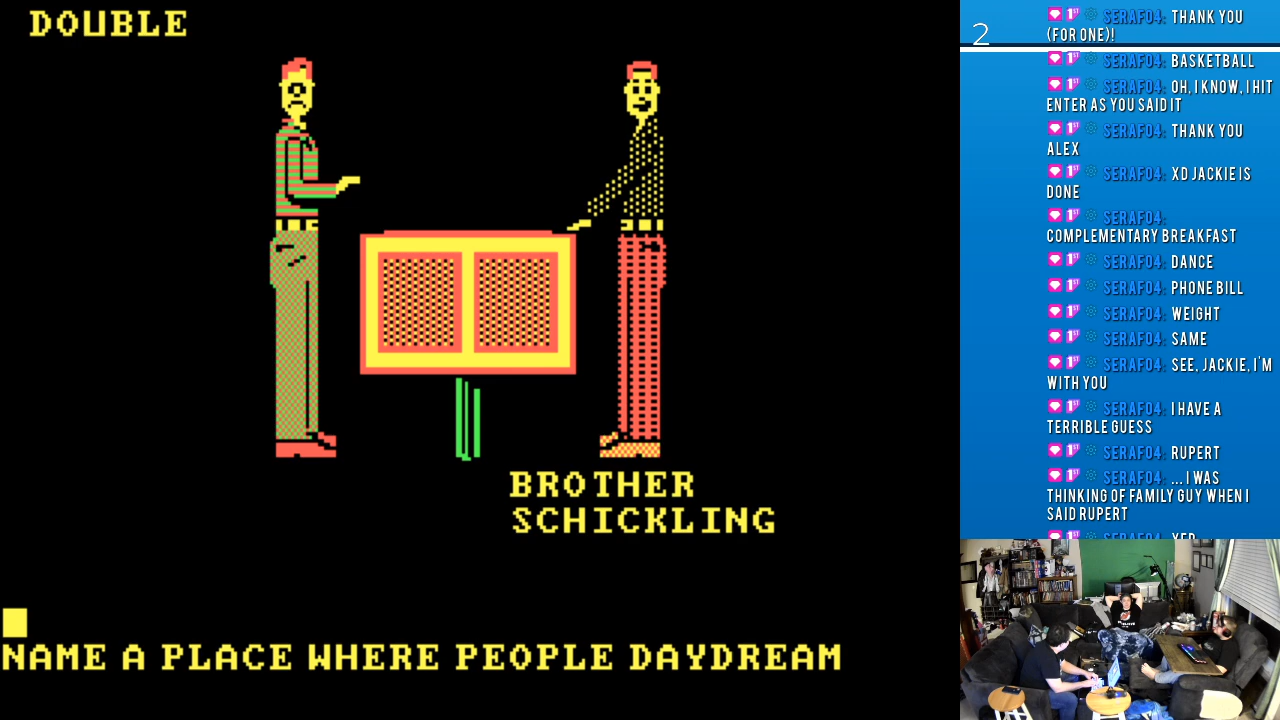 DOUBLE
BROTHER
SCHICKLING
NAME A PLACE WHERE PEOPLE DAYDREAM
2
SERAF04: THANK YOU
(FOR ONE)!
SERAF04: BASKETBALL
SERAF04: OH, I KNOW, I HIT
ENTER AS YOU SAID IT
SERAF04: THANK YOU
ALEX
SERAF04: XD JACKIE IS
DONE
SERAF04:
COMPLEMENTARY BREAKFAST
SERAF04: DANCE
SERAF04: PHONE BILL
SERAF04: WEIGHT
SERAF04: SAME
SERAF04: SEE, JACKIE, I'M
WITH YOU
SERAF04: I HAVE A
TERRIBLE GUESS
SERAF04: RUPERT
SERAF04: ... I WAS
THINKING OF FAMILY GUY WHEN I
SAID RUPERT
SERAF04: